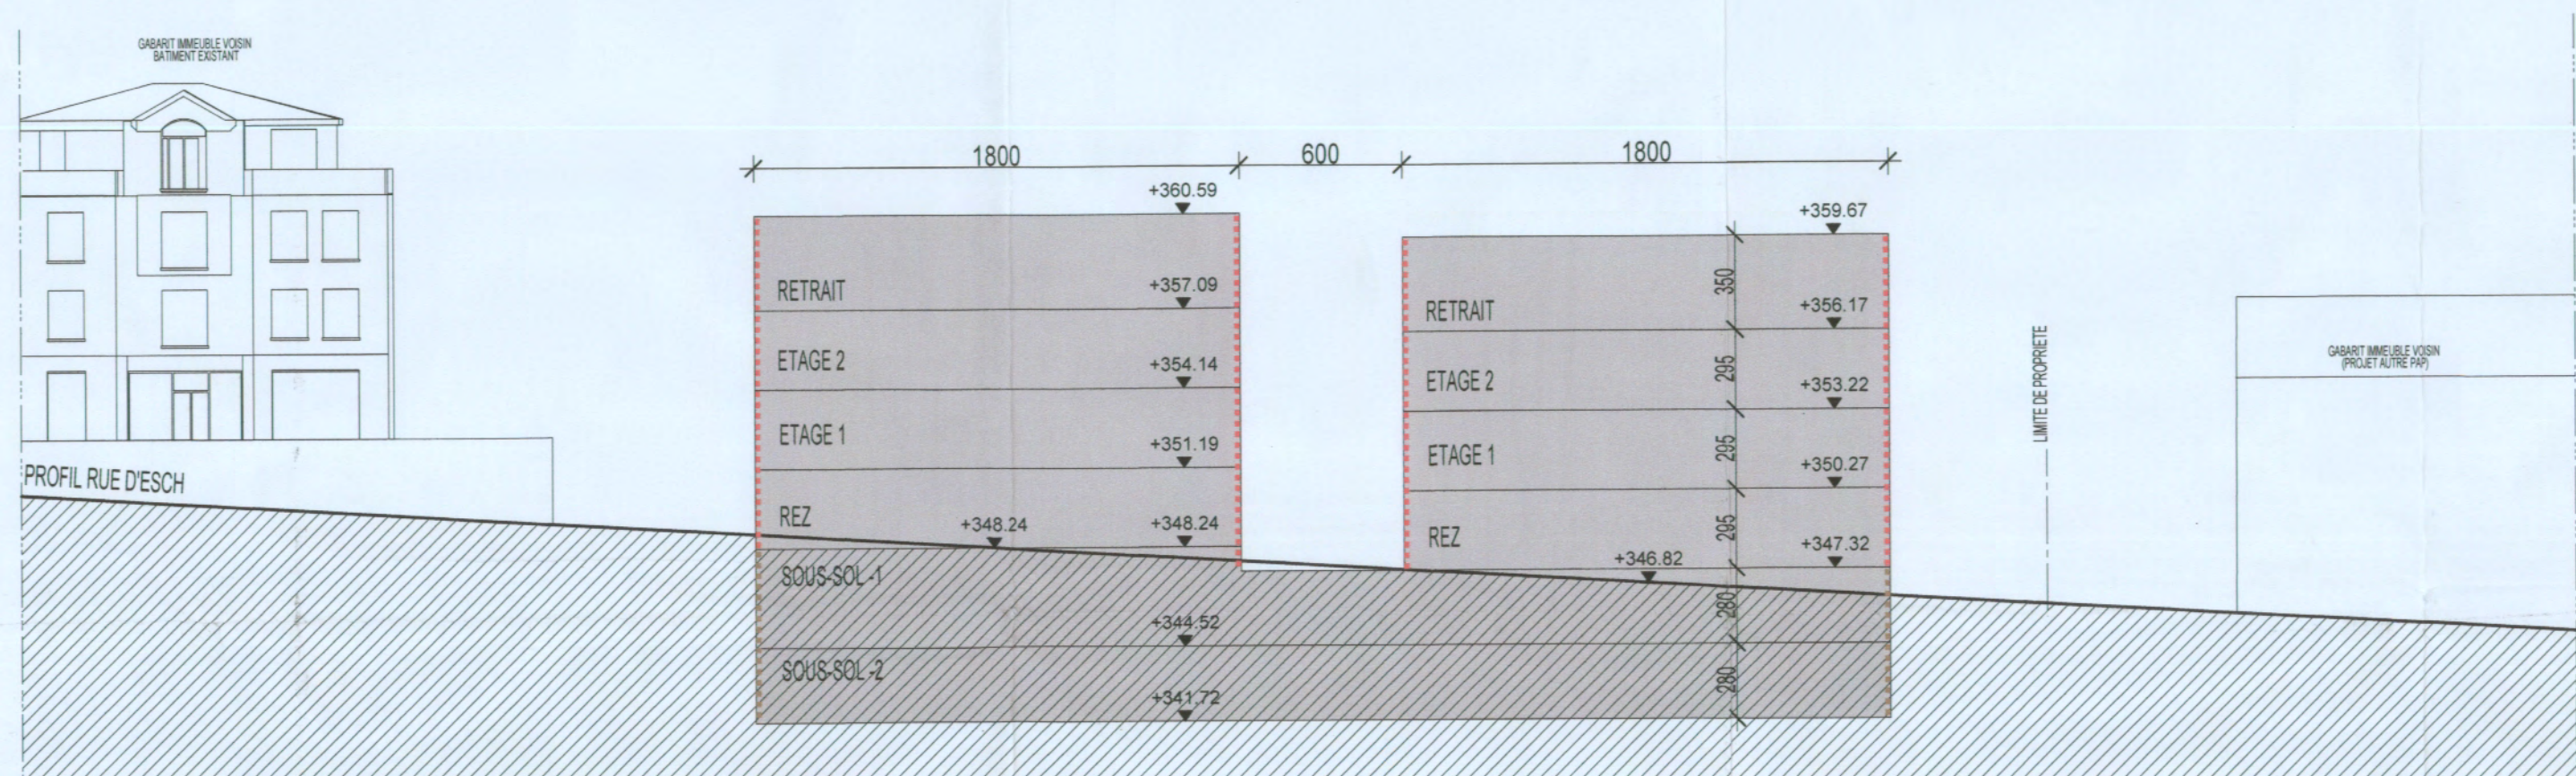 GABARIT IMMEUBLE VOISIN
BATIMENT EXISTANT
1800
600
1800
+360.59
+359.67
RETRAIT
+357.09
ETAGE 2
+354.14
ETAGE 1
+351.19
REZ
+348.24
+348.24
SOUS-SOL -1
+344.52
SOUS-SOL -2
+341.72
350
RETRAIT
+356.17
295
ETAGE 2
+353.22
295
ETAGE 1
+350.27
295
REZ
+346.82
+347.32
280
280
LIMITE DE PROPRIETE
GABARIT IMMEUBLE VOISIN
(PROJET AUTRE PAP)
PROFIL RUE D'ESCH